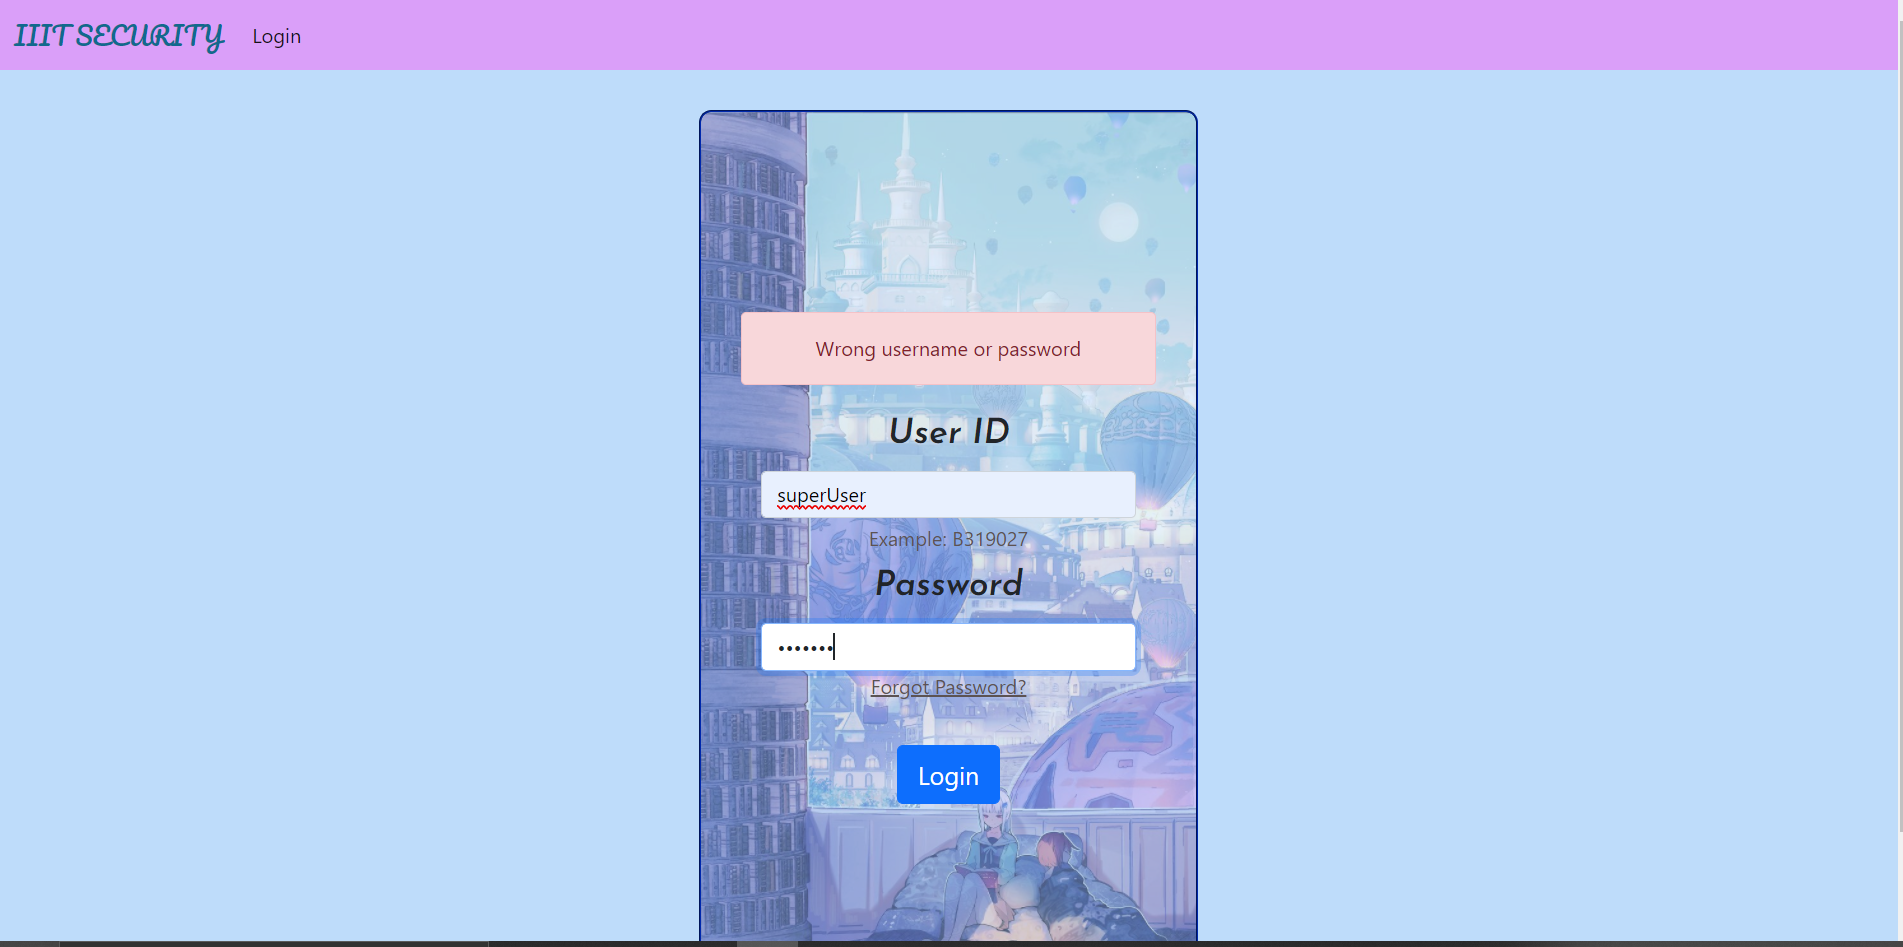 IIIT SECURITY Login
Wrong username or password
User ID
superUser
Example: B319027
Password
•••••••
Forgot Password?
Login